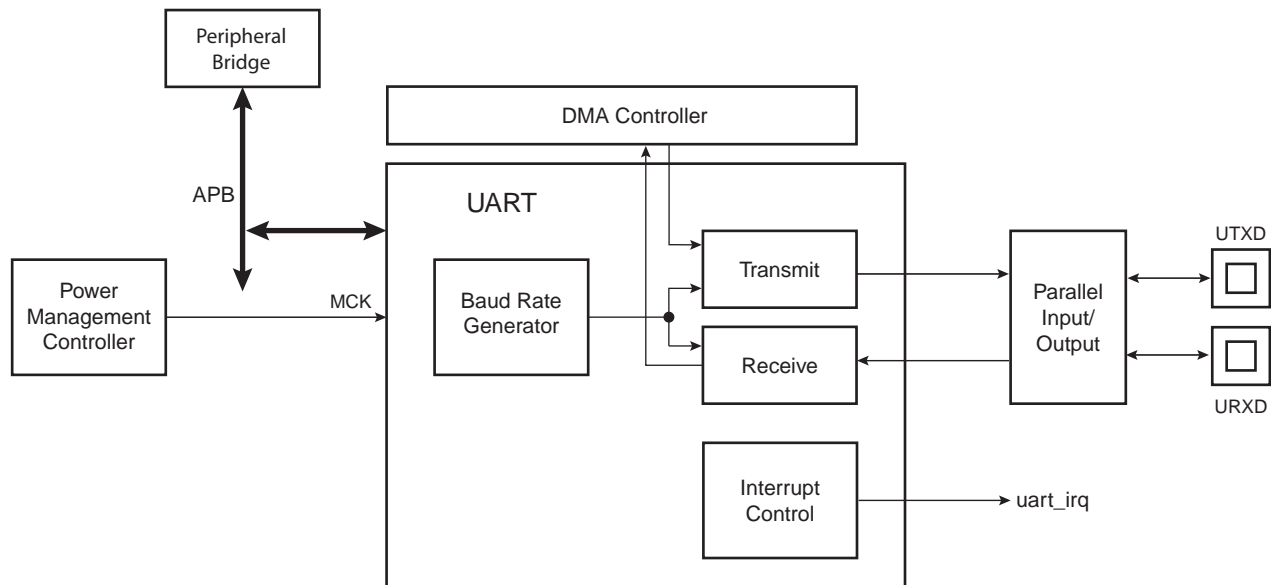 Peripheral
Bridge
DMA Controller
APB
UART
UTXD
Power
Management
Controller
MCK
Baud Rate
Generator
Transmit
Receive
Parallel
Input/
Output
URXD
Interrupt
Control
uart_irq